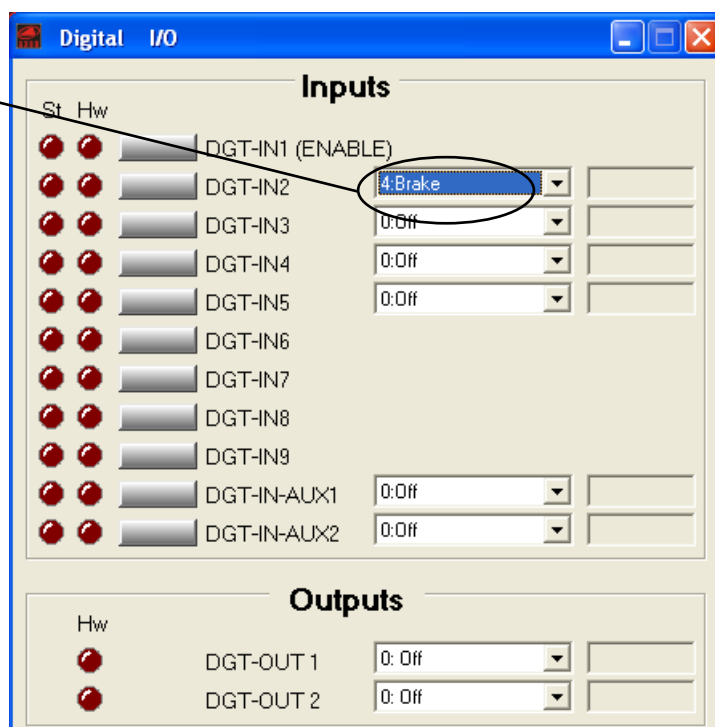 Digital I/O
Inputs
St Hw
DGT-IN1 (ENABLE)
DGT-IN2 4:Brake
DGT-IN3 0:Off
DGT-IN4 0:Off
DGT-IN5 0:Off
DGT-IN6
DGT-IN7
DGT-IN8
DGT-IN9
DGT-IN-AUX1 0:Off
DGT-IN-AUX2 0:Off
Outputs
Hw
DGT-OUT 1 0: Off
DGT-OUT 2 0: Off